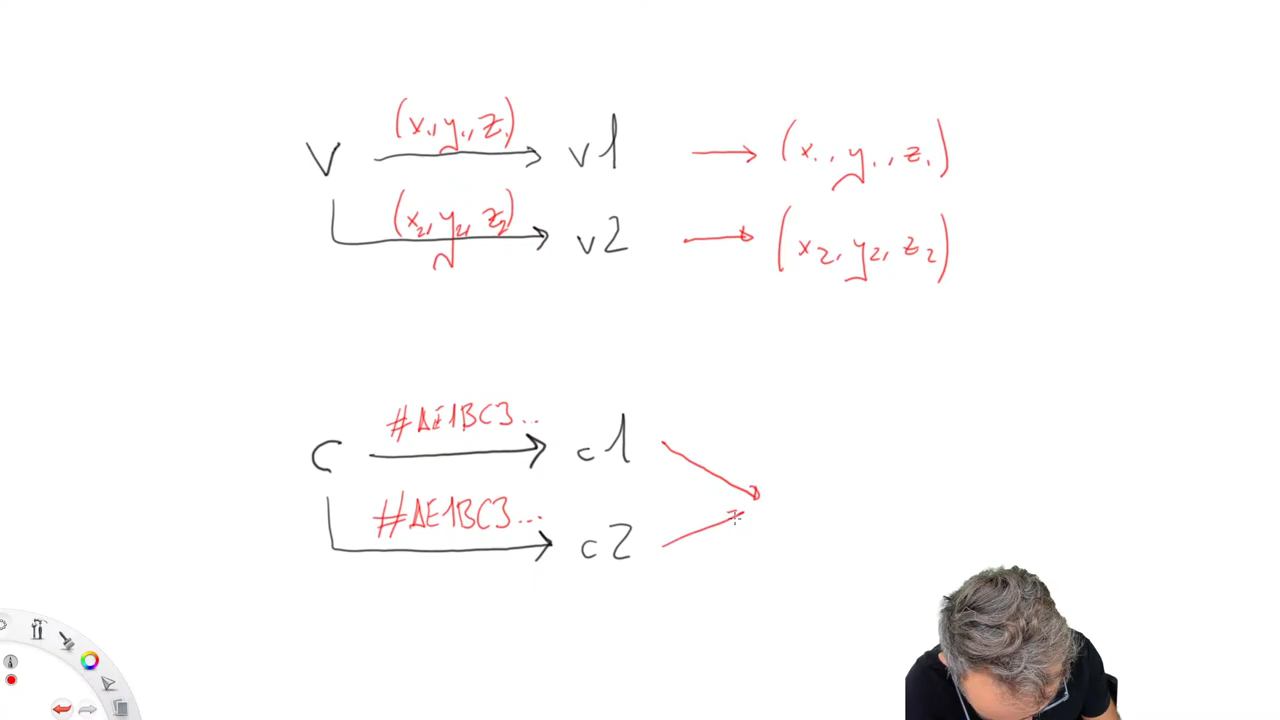 v (x1, y1, z1) v1 (x1, y1, z1)
(x2, y2, z2) v2 (x2, y2, z2)
c #AE1BC3... c1
#AE1BC3... c2